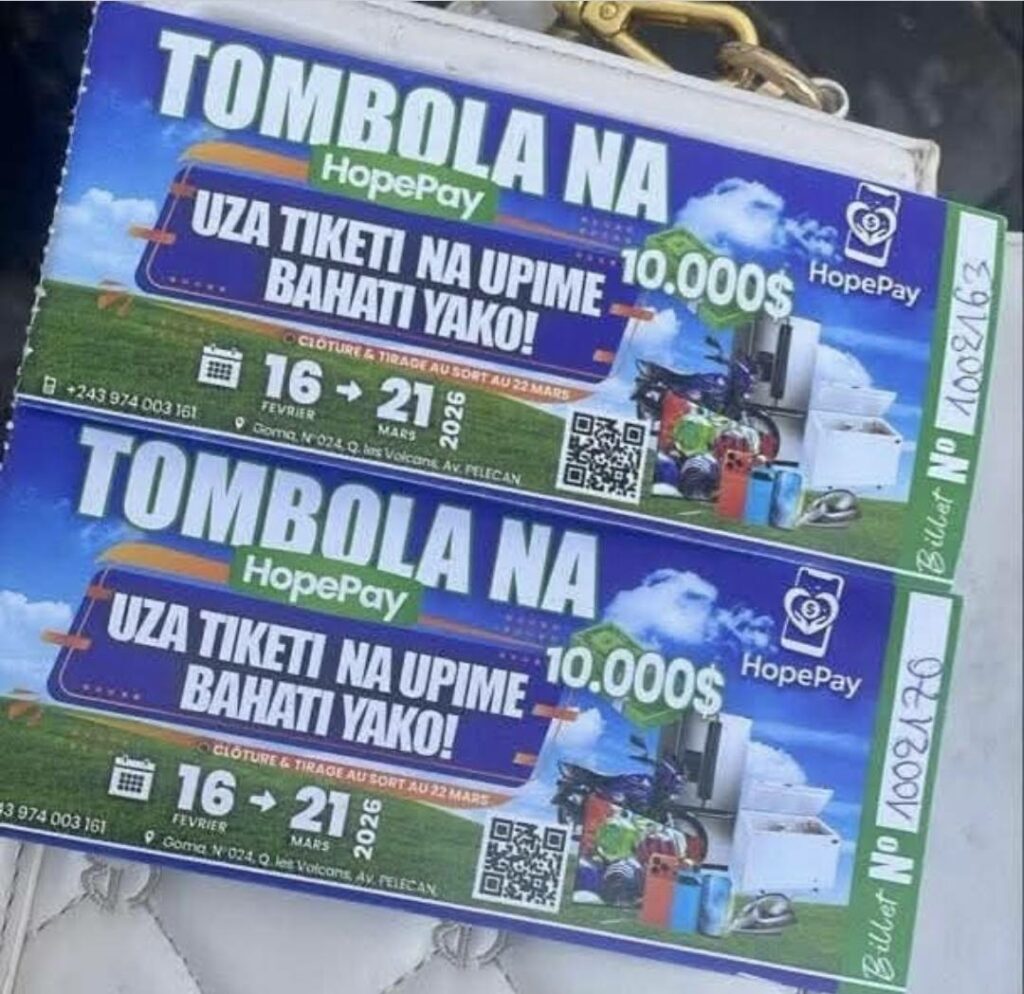 TOMBOLA NA
HopePay
UZA TIKETI NA UPIME
BAHATI YAKO!
10.000$
HopePay
CLÔTURE & TIRAGE AU SORT AU 22 MARS
16 → 21
FEVRIER MARS
2026
+243 974 003 161
Goma, N°024, Q. les Volcans, Av. PELECAN
Billet N° 1002163
TOMBOLA NA
HopePay
UZA TIKETI NA UPIME
BAHATI YAKO!
10.000$
HopePay
CLÔTURE & TIRAGE AU SORT AU 22 MARS
16 → 21
FEVRIER MARS
2026
43 974 003 161
Goma, N°024, Q. les Volcans, Av. PELECAN,
Billet N° 1002170